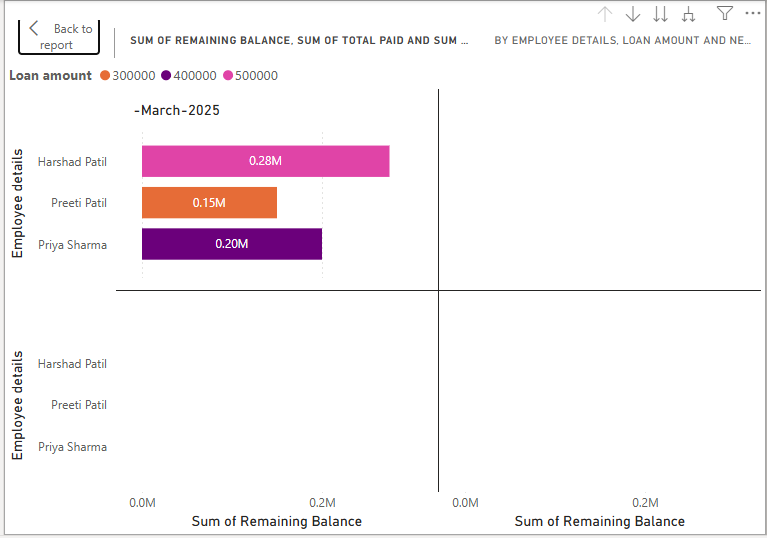 Back to
report
SUM OF REMAINING BALANCE, SUM OF TOTAL PAID AND SUM ...
BY EMPLOYEE DETAILS, LOAN AMOUNT AND NE...
Loan amount 300000 400000 500000
-March-2025
Employee details
Harshad Patil 0.28M
Preeti Patil 0.15M
Priya Sharma 0.20M
Employee details
Harshad Patil
Preeti Patil
Priya Sharma
0.0M 0.2M 0.0M 0.2M
Sum of Remaining Balance Sum of Remaining Balance